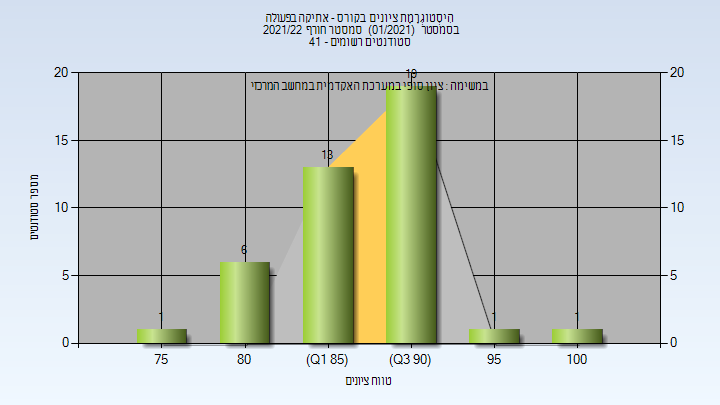 היסטוגרמת ציונים בקורס - אתיקה בפעולה
בסמסטר (01/2021) סמסטר חורף 2021/22
סטודנטים רשומים - 41
במשימה : ציון סופי במערכת האקדמית במחשב המרכזי
מספר סטודנטים
20
15
10
5
0
20
15
10
5
0
1
6
13
19
1
1
75
80
(Q1 85)
(Q3 90)
95
100
טווח ציונים